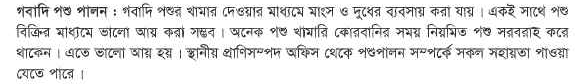 গবাদি পশু পালন : গবাদি পশুর খামার দেওয়ার মাধ্যমে মাংস ও দুধের ব্যবসায় করা যায় । একই সাথে পশু
বিক্রির মাধ্যমে ভালো আয় করা সম্ভব । অনেক পশু খামারি কোরবানির সময় নিয়মিত পশু সরবরাহ করে
থাকেন । এতে ভালো আয় হয় । স্থানীয় প্রাণিসম্পদ অফিস থেকে পশুপালন সম্পর্কে সকল সহায়তা পাওয়া
যেতে পারে ।